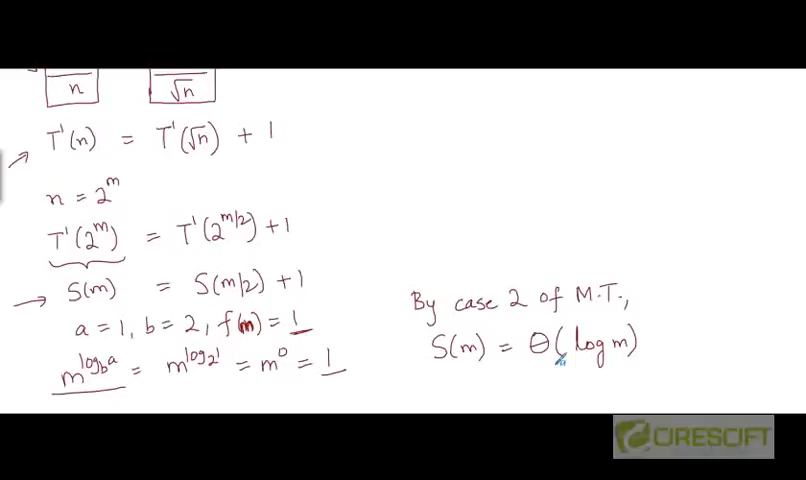 n √n
T'(n) = T'(√n) + 1
n = 2^m
T'(2^m) = T'(2^{m/2}) + 1
S(m) = S(m/2) + 1
a = 1, b = 2, f(m) = 1
m^{log_b a} = m^{log_2 1} = m^0 = 1
By case 2 of M.T.,
S(m) = Θ(log m)
CIRESCIFT